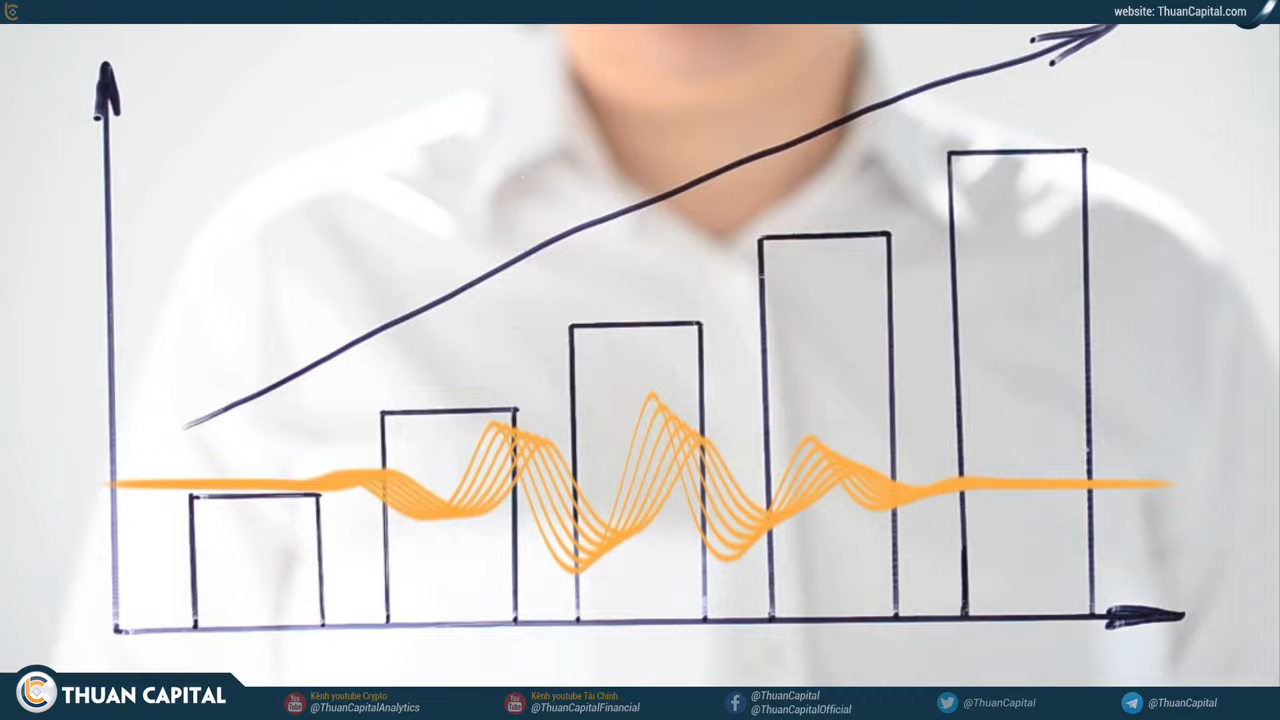 website: ThuanCapital.com
THUAN CAPITAL
Kênh youtube Crypto
@ThuanCapitalAnalytics
Kênh youtube Tài Chính
@ThuanCapitalFinancial
@ThuanCapital
@ThuanCapitalOfficial
@ThuanCapital
@ThuanCapital